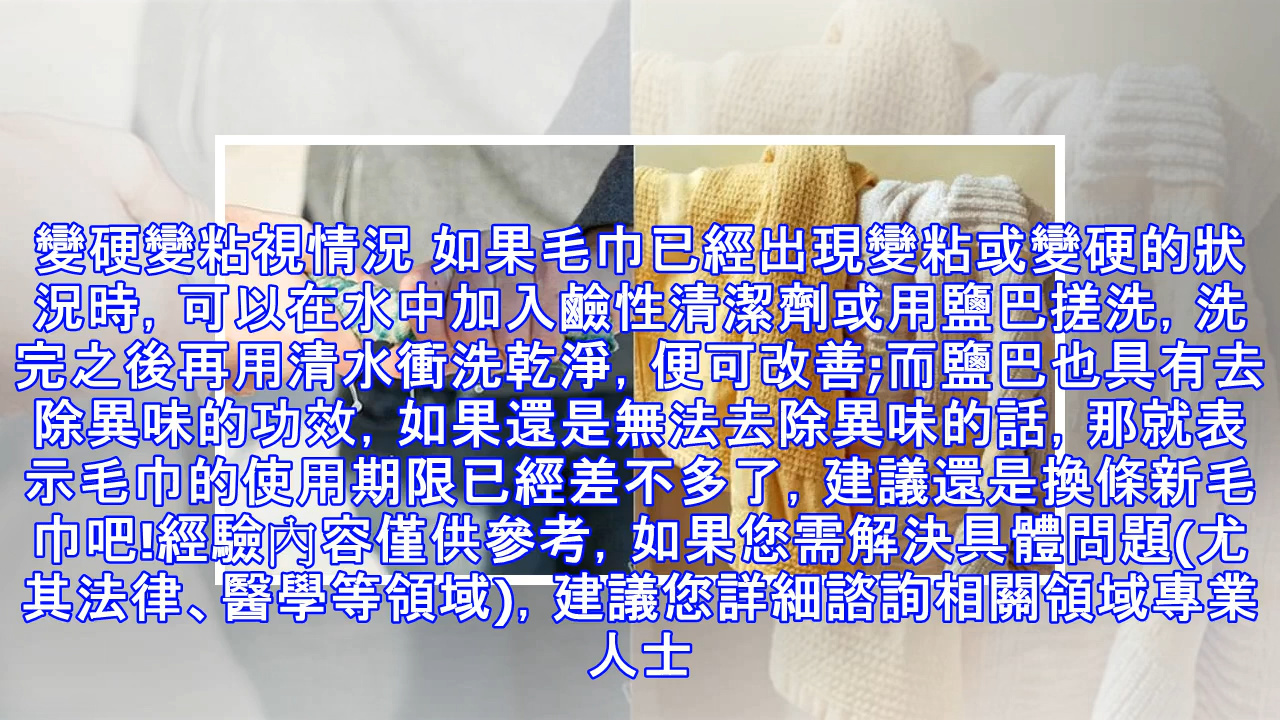 變硬變粘視情況 如果毛巾已經出現變粘或變硬的狀
況時, 可以在水中加入鹼性清潔劑或用鹽巴搓洗, 洗
完之後再用清水衝洗乾淨, 便可改善;而鹽巴也具有去
除異味的功效, 如果還是無法去除異味的話, 那就表
示毛巾的使用期限已經差不多了, 建議還是換條新毛
巾吧!經驗內容僅供參考, 如果您需解決具體問題(尤
其法律、醫學等領域), 建議您詳細諮詢相關領域專業
人士